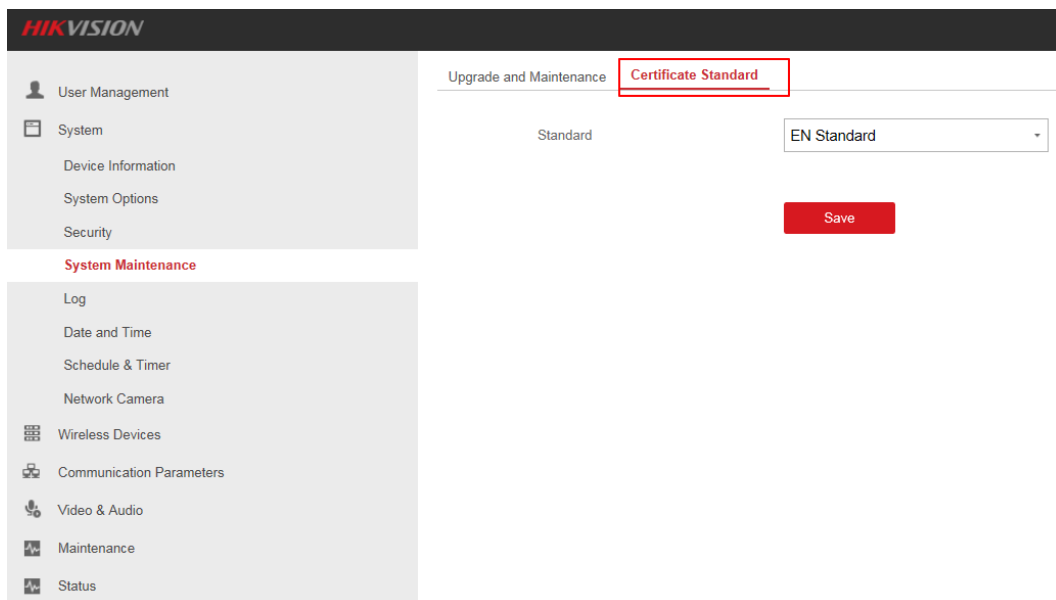 HIKVISION
User Management
System
Device Information
System Options
Security
System Maintenance
Log
Date and Time
Schedule & Timer
Network Camera
Wireless Devices
Communication Parameters
Video & Audio
Maintenance
Status
Upgrade and Maintenance Certificate Standard
Standard EN Standard
Save